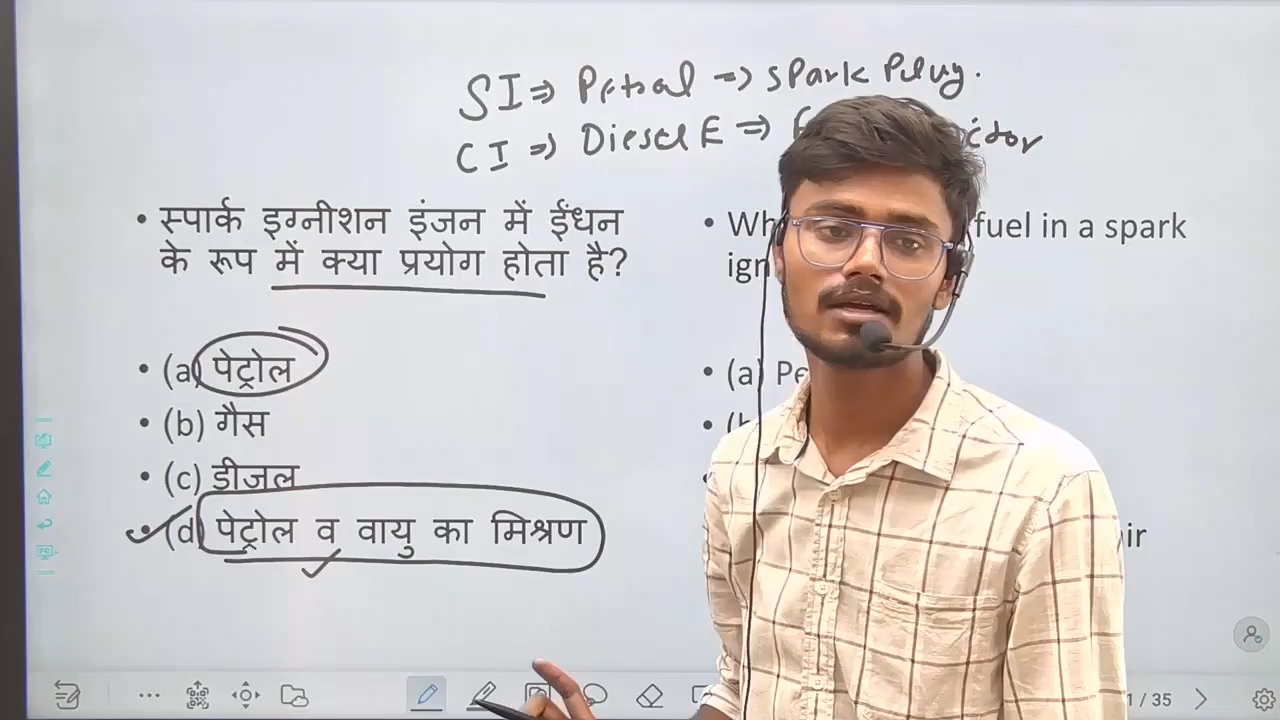 SI ⇒ Petrol ⇒ Spark Plug.
CI ⇒ Diesel E ⇒
• स्पार्क इग्नीशन इंजन में ईंधन
के रूप में क्या प्रयोग होता है?
• (a) पेट्रोल
• (b) गैस
• (c) डीजल
• (d) पेट्रोल व वायु का मिश्रण
• fuel in a spark
• (a)
1 / 35